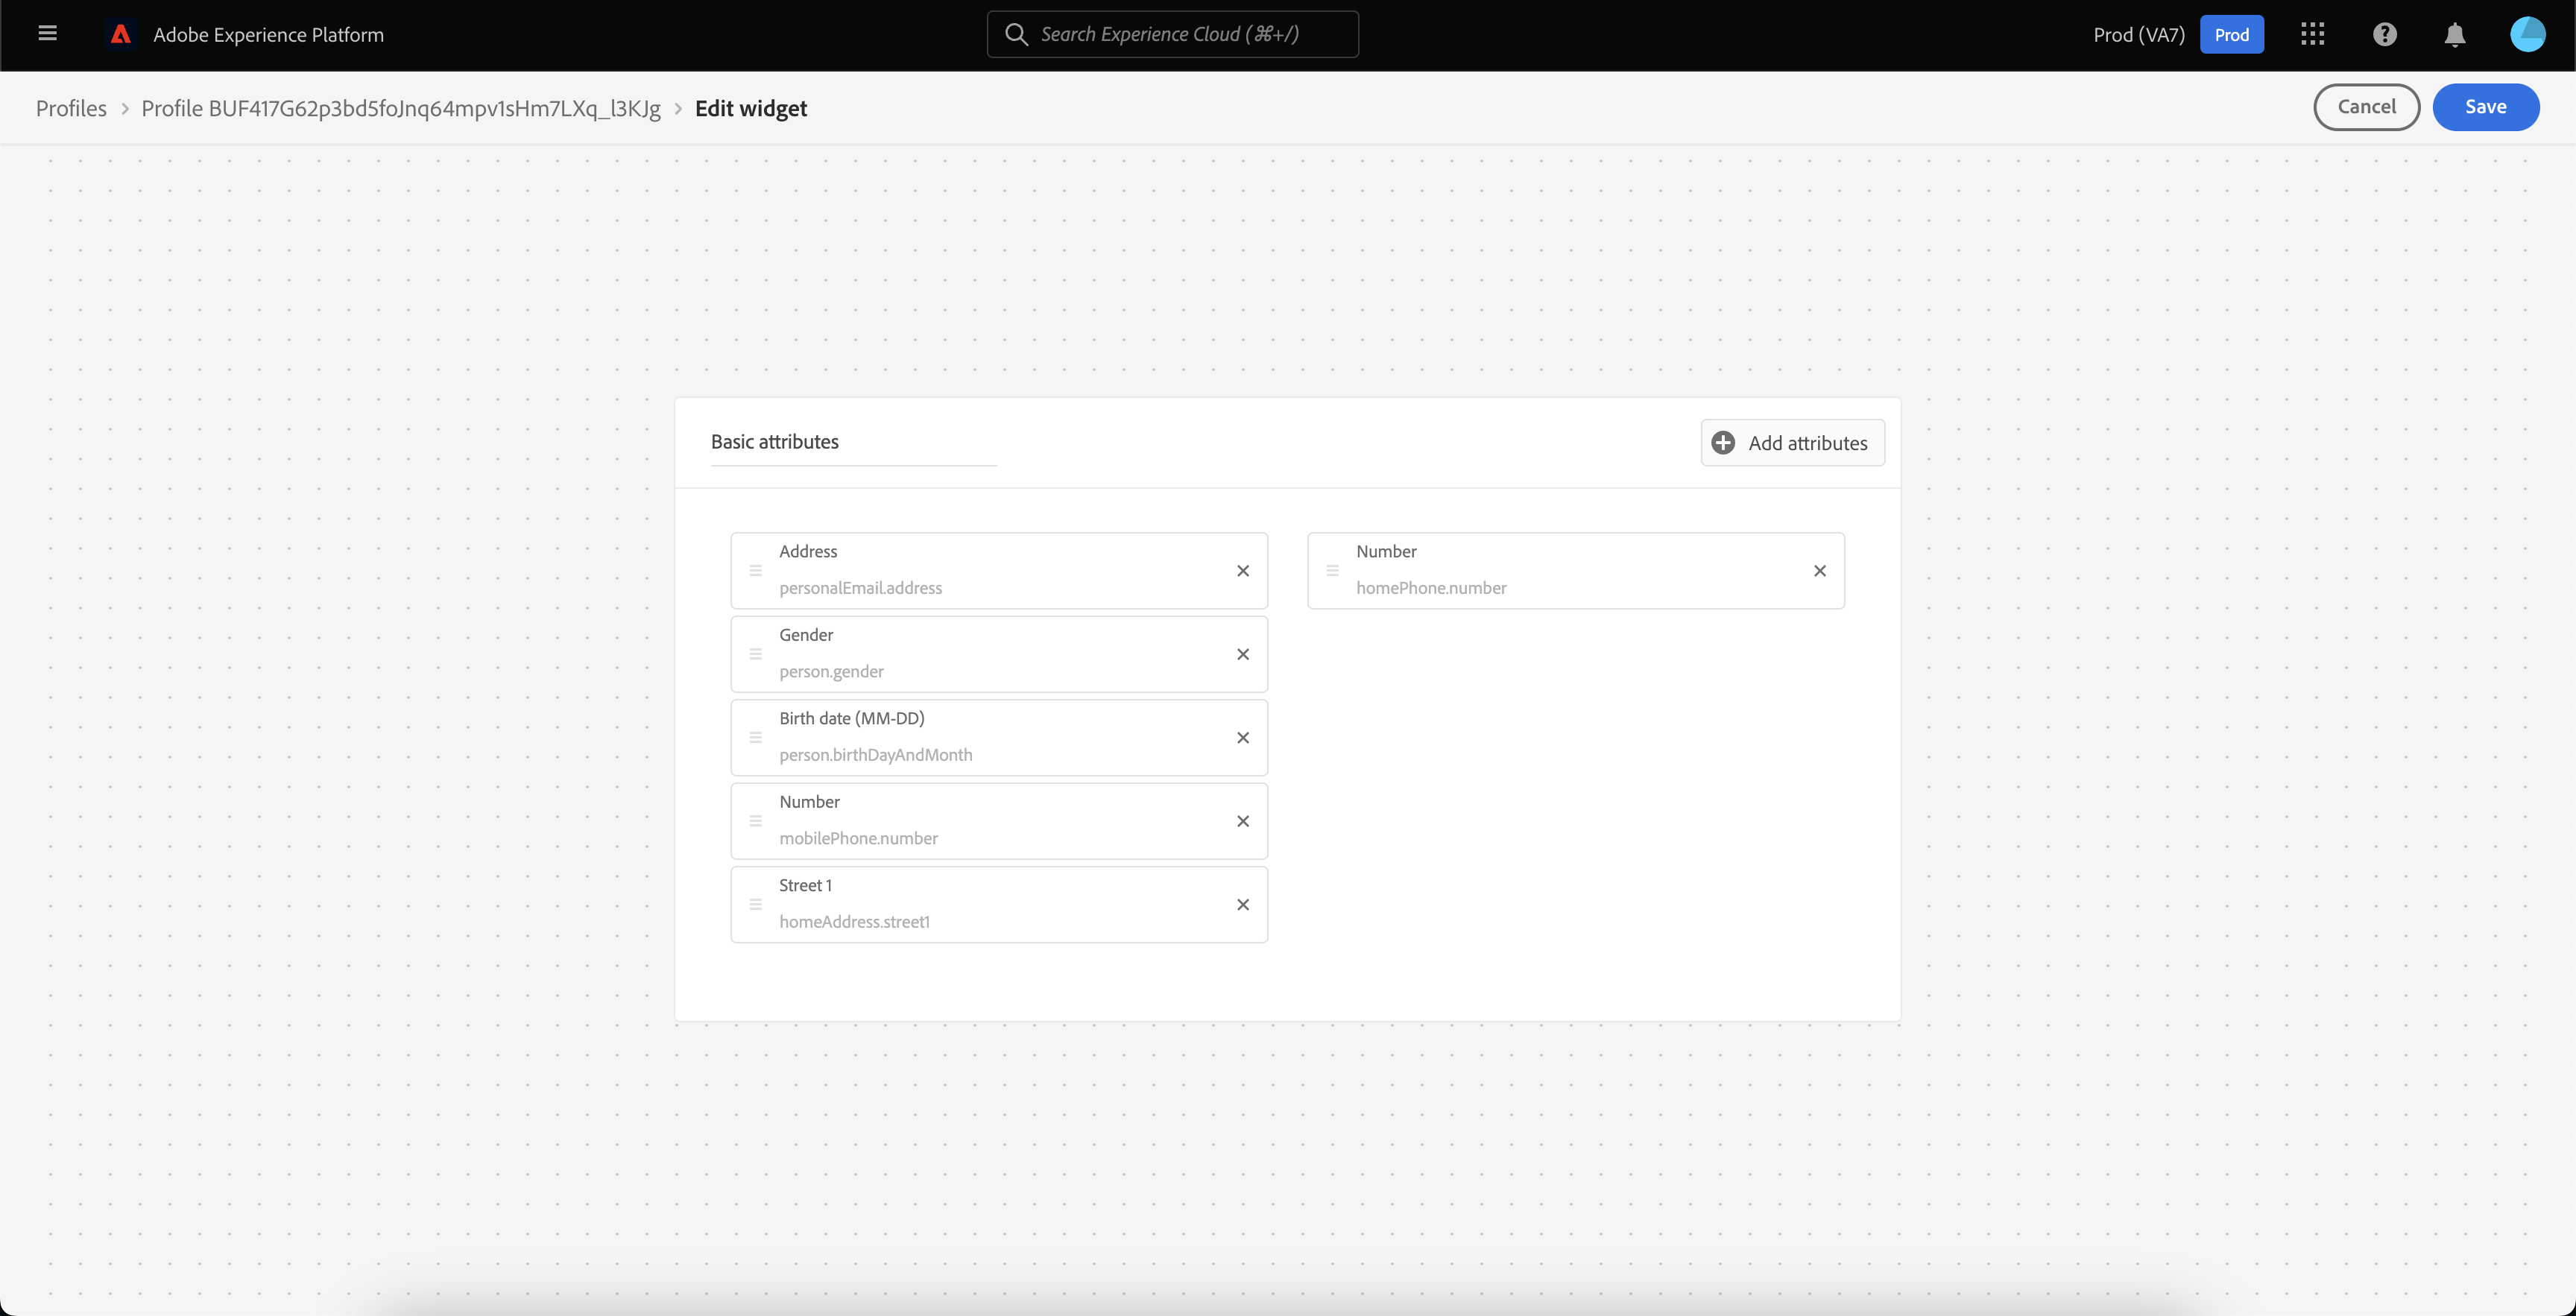 Adobe Experience Platform
Search Experience Cloud (⌘+/)
Prod (VA7)
Prod
Profiles > Profile BUF417G62p3bd5foJnq64mpv1sHm7LXq_l3KJg > Edit widget
Cancel
Save
Basic attributes
Add attributes
Address
personalEmail.address
Gender
person.gender
Birth date (MM-DD)
person.birthDayAndMonth
Number
mobilePhone.number
Street 1
homeAddress.street1
Number
homePhone.number